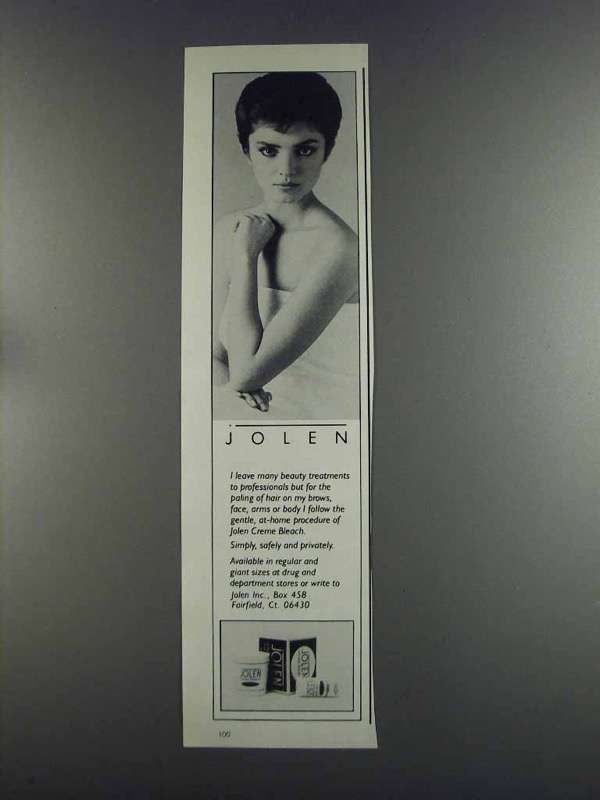 JOLEN
I leave many beauty treatments
to professionals but for the
paling of hair on my brows,
face, arms or body I follow the
gentle, at-home procedure of
Jolen Creme Bleach.
Simply, safely and privately.
Available in regular and
giant sizes at drug and
department stores or write to
Jolen Inc., Box 458
Fairfield, Ct. 06430
JOLEN
JOLEN
JOLEN
100